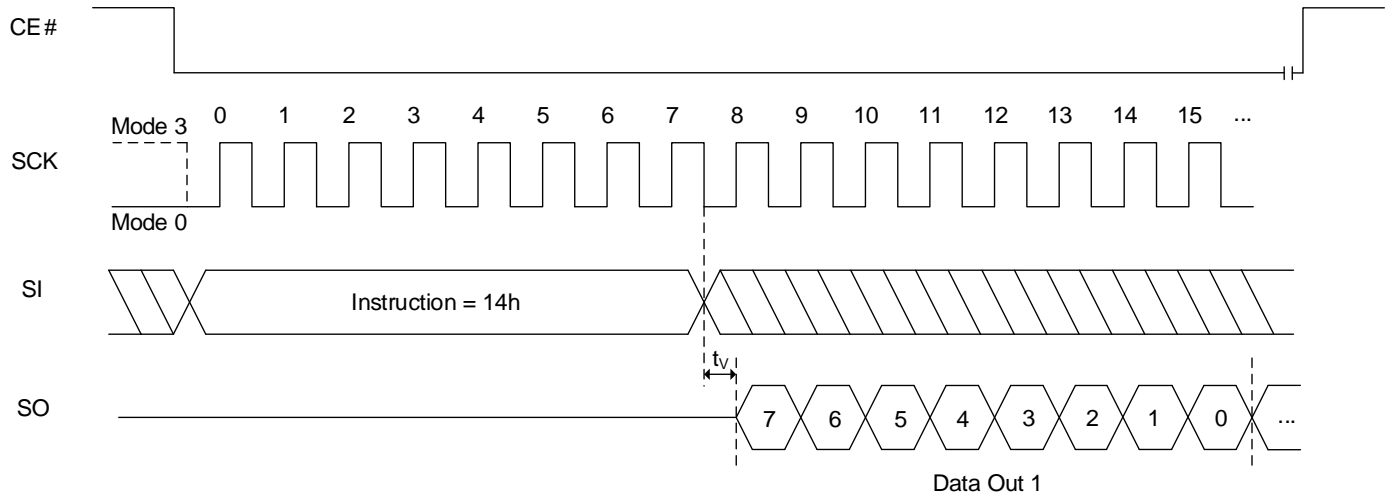 CE#
0 1 2 3 4 5 6 7 8 9 10 11 12 13 14 15 ...
Mode 3
SCK
Mode 0
SI
Instruction = 14h
tV
SO
7 6 5 4 3 2 1 0 ...
Data Out 1